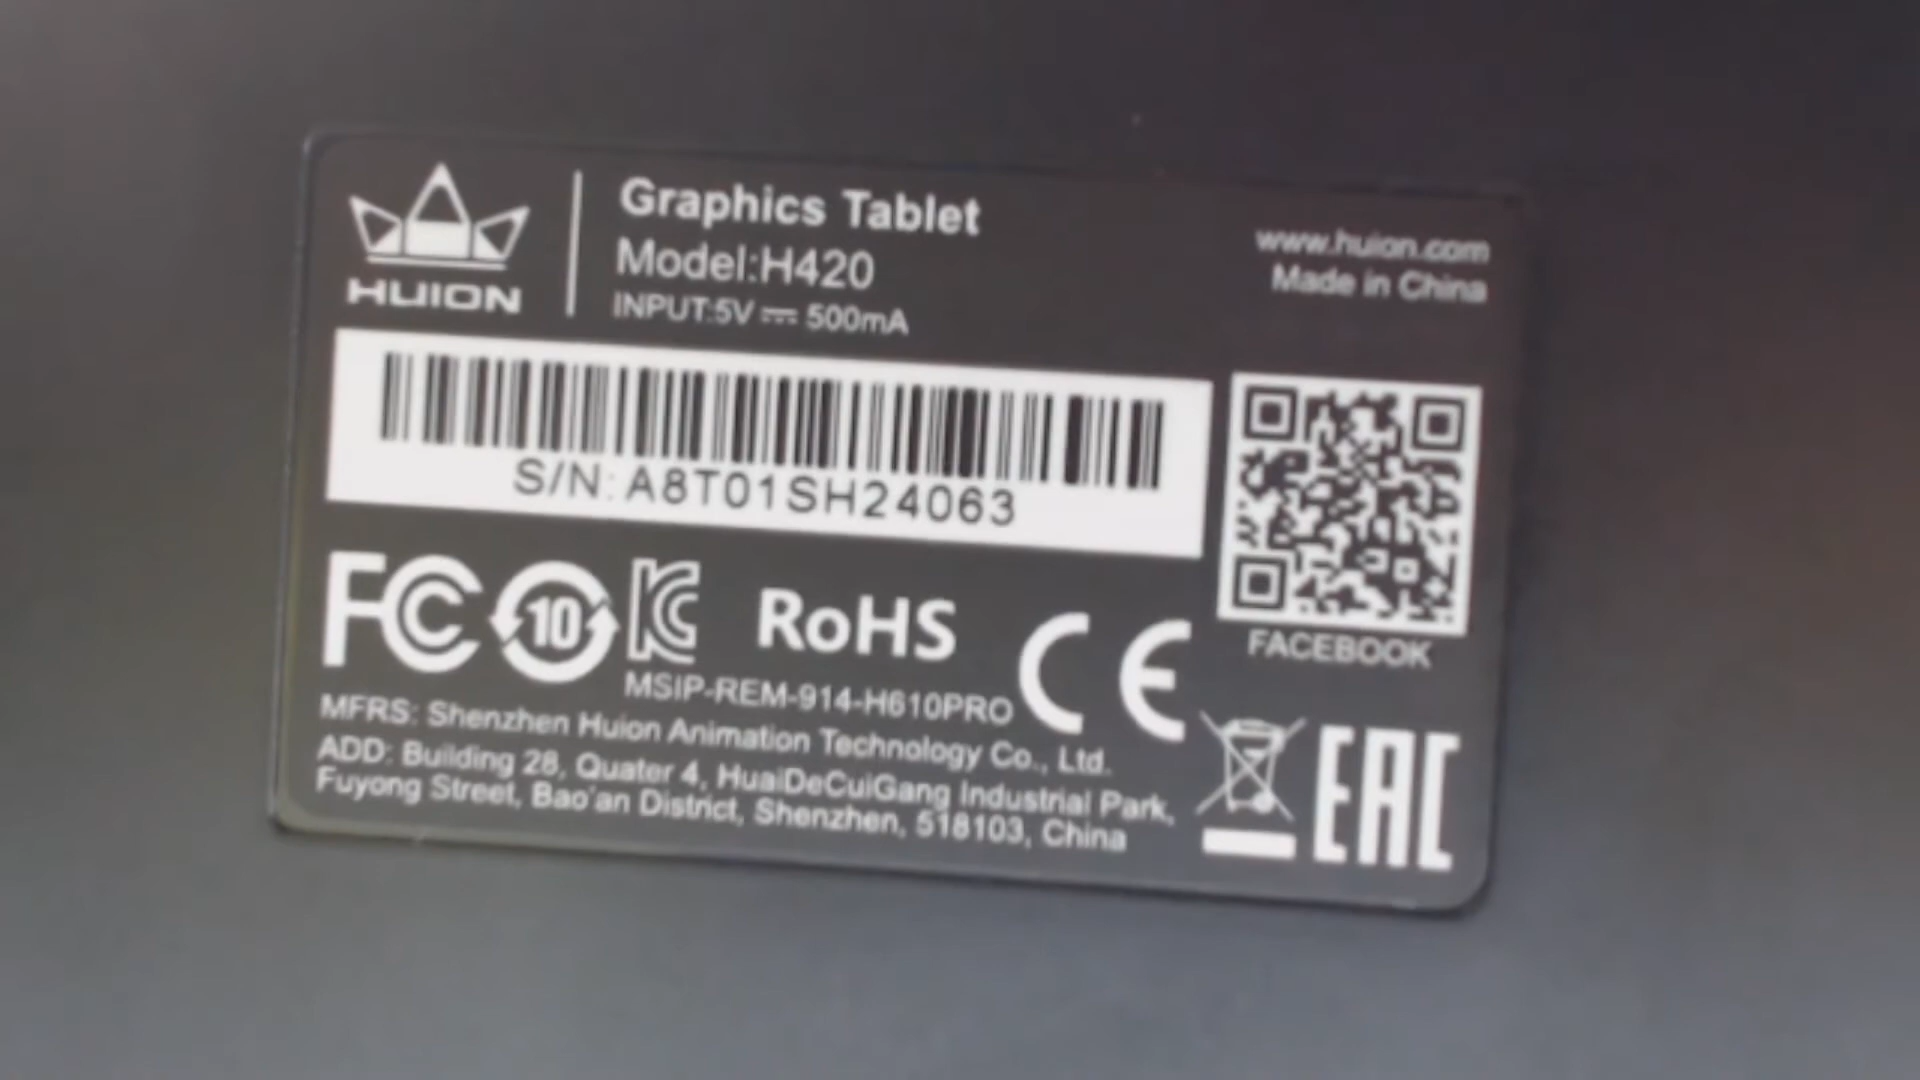 HUION
Graphics Tablet
Model:H420
INPUT:5V ⎓ 500mA
www.huion.com
Made in China
S/N: A8T01SH24063
FACEBOOK
FC 10 KC RoHS CE
MSIP-REM-914-H610PRO
MFRS: Shenzhen Huion Animation Technology Co., Ltd.
ADD: Building 28, Quater 4, HuaiDeCuiGang Industrial Park,
Fuyong Street, Bao'an District, Shenzhen, 518103, China
EAC